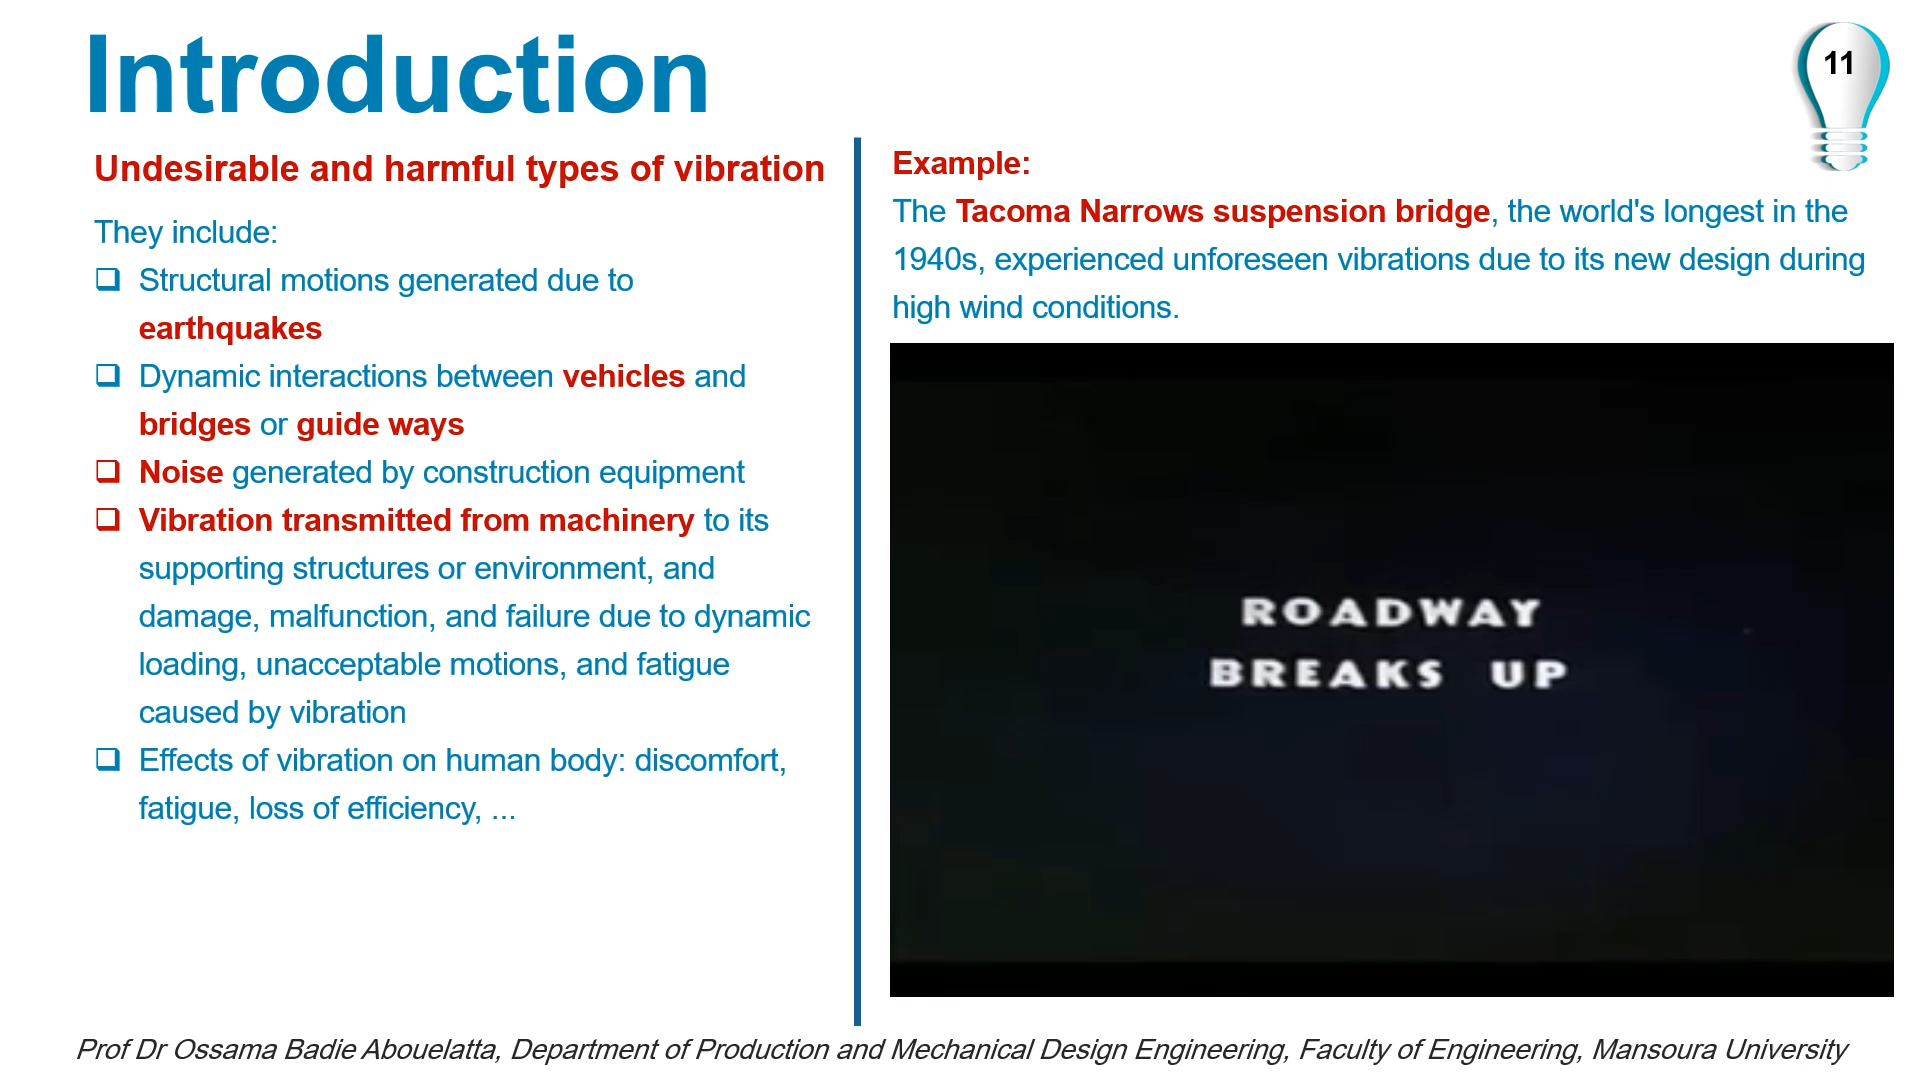 Introduction
11
Undesirable and harmful types of vibration
They include:
❑ Structural motions generated due to
earthquakes
❑ Dynamic interactions between vehicles and
bridges or guide ways
❑ Noise generated by construction equipment
❑ Vibration transmitted from machinery to its
supporting structures or environment, and
damage, malfunction, and failure due to dynamic
loading, unacceptable motions, and fatigue
caused by vibration
❑ Effects of vibration on human body: discomfort,
fatigue, loss of efficiency, ...
Example:
The Tacoma Narrows suspension bridge, the world's longest in the
1940s, experienced unforeseen vibrations due to its new design during
high wind conditions.
ROADWAY
BREAKS UP
Prof Dr Ossama Badie Abouelatta, Department of Production and Mechanical Design Engineering, Faculty of Engineering, Mansoura University